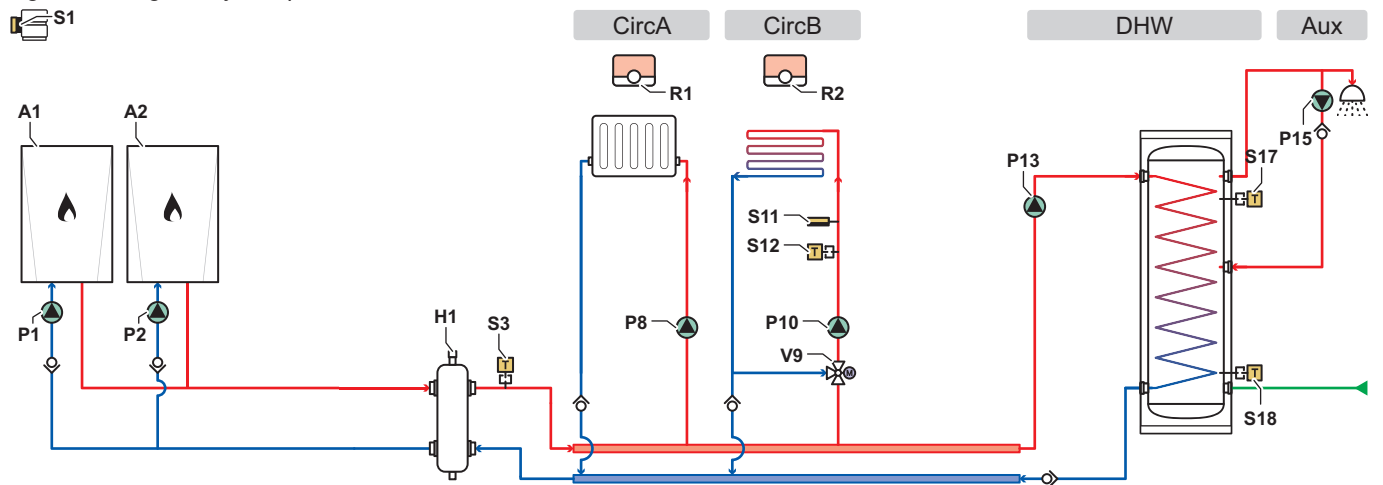 S1
CircA
CircB
DHW
Aux
R1
R2
A1
A2
P15
P13
S17
S11
S12
T
T
P1
P2
H1
S3
T
P8
P10
V9
M
T
S18